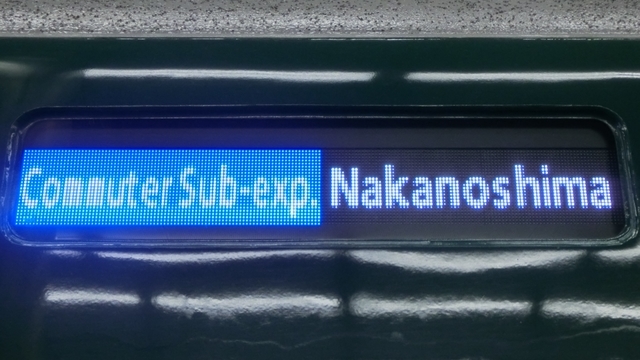 Commuter Sub-exp. Nakanoshima